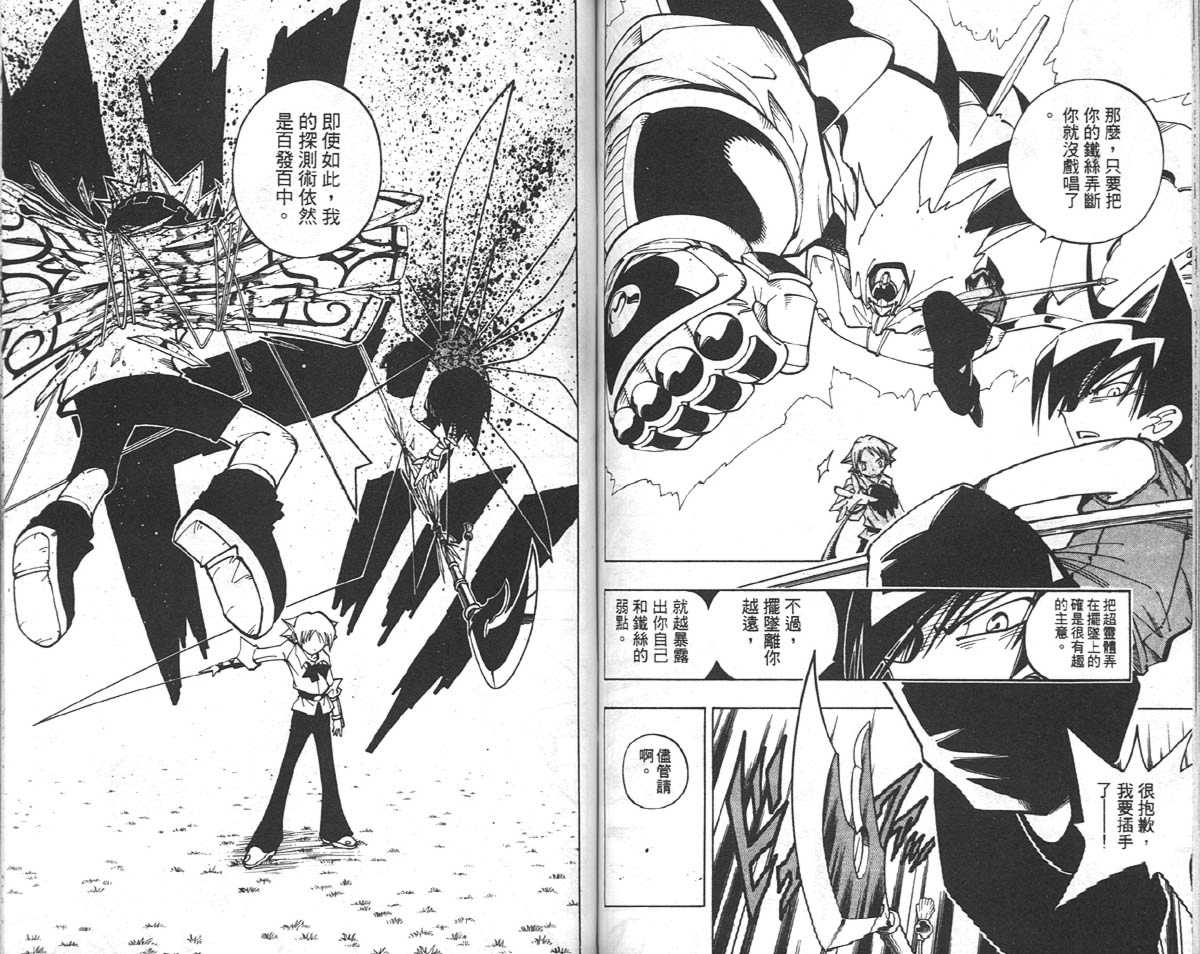 那麼，只要把
你的鐵絲弄斷
你就沒戲唱了
。
把超靈體弄
在擺墜上的
確是很有趣
的主意。
不過，
擺墜離你
越遠，
就越暴露
出你自己
和鐵絲的
弱點。
很抱歉，
我要插手
了——！
儘管請
啊。
即使如此，我
的探測術依然
是百發百中。